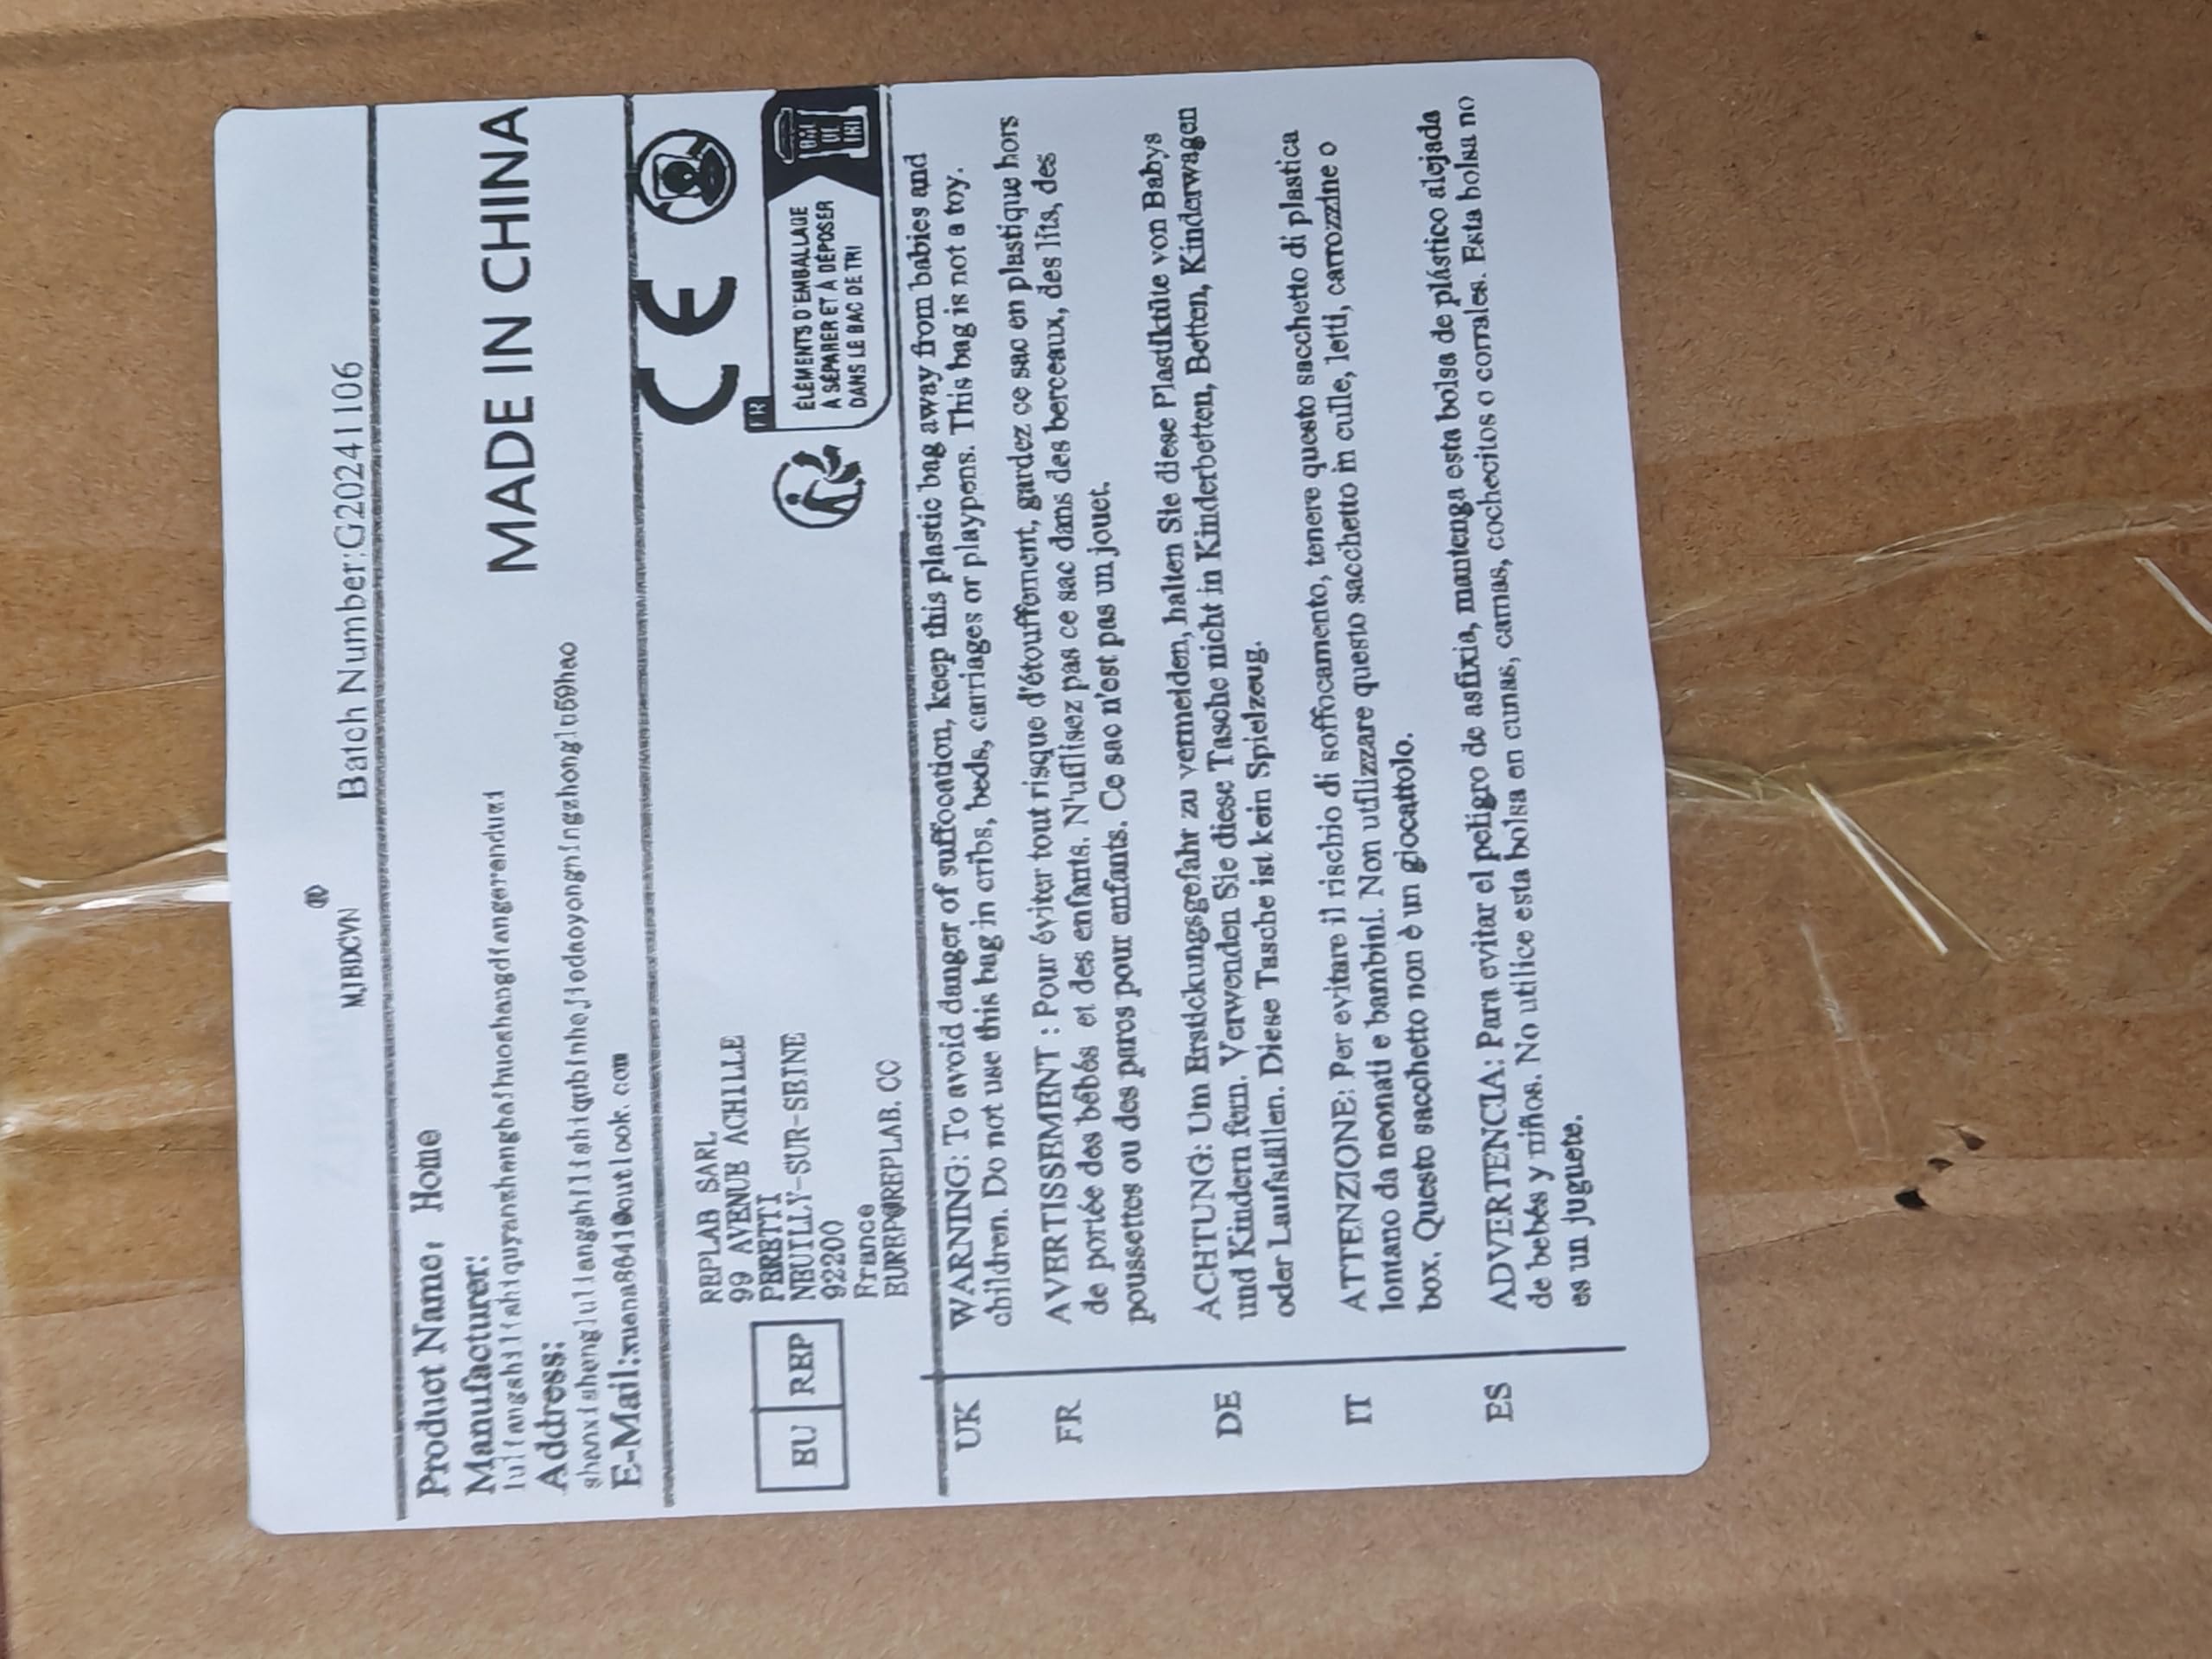 MJBDCVN ®
Batch Number:G20241106
Product Name: Home
Manufacturer:
MADE IN CHINA
Address:
E-Mail:xuana86410@outlook.com
EU REP
REPLAB SARL
99 AVENUE ACHILLE
PERETTI
NEUILLY-SUR-SEINE
92200
France
EUREP@REPLAB.CO
CE
FR
ÉLÉMENTS D'EMBALLAGE
À SÉPARER ET À DÉPOSER
DANS LE BAC DE TRI
BAC
DE
TRI
UK
WARNING: To avoid danger of suffocation, keep this plastic bag away from babies and
children. Do not use this bag in cribs, beds, carriages or playpens. This bag is not a toy.
FR
AVERTISSEMENT : Pour éviter tout risque d'étouffement, gardez ce sac en plastique hors
de portée des bébés et des enfants. N'utilisez pas ce sac dans des berceaux, des lits, des
poussettes ou des parcs pour enfants. Ce sac n'est pas un jouet.
DE
ACHTUNG: Um Erstickungsgefahr zu vermeiden, halten Sie diese Plastiktüte von Babys
und Kindern fern. Verwenden Sie diese Tasche nicht in Kinderbetten, Betten, Kinderwagen
oder Laufställen. Diese Tasche ist kein Spielzeug.
IT
ATTENZIONE: Per evitare il rischio di soffocamento, tenere questo sacchetto di plastica
lontano da neonati e bambini. Non utilizzare questo sacchetto in culle, letti, carrozzine o
box. Questo sacchetto non è un giocattolo.
ES
ADVERTENCIA: Para evitar el peligro de asfixia, mantenga esta bolsa de plástico alejada
de bebés y niños. No utilice esta bolsa en cunas, camas, cochecitos o corrales. Esta bolsa no
es un juguete.